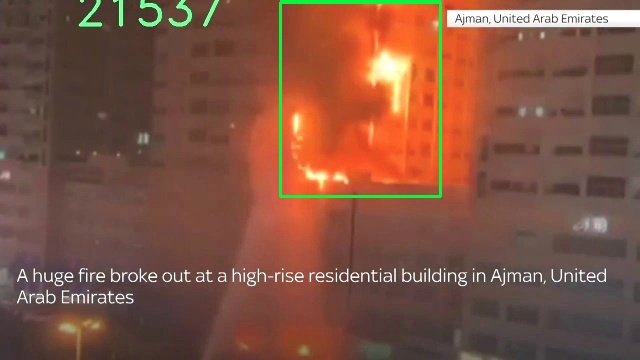 21537
Ajman, United Arab Emirates
A huge fire broke out at a high-rise residential building in Ajman, United
Arab Emirates